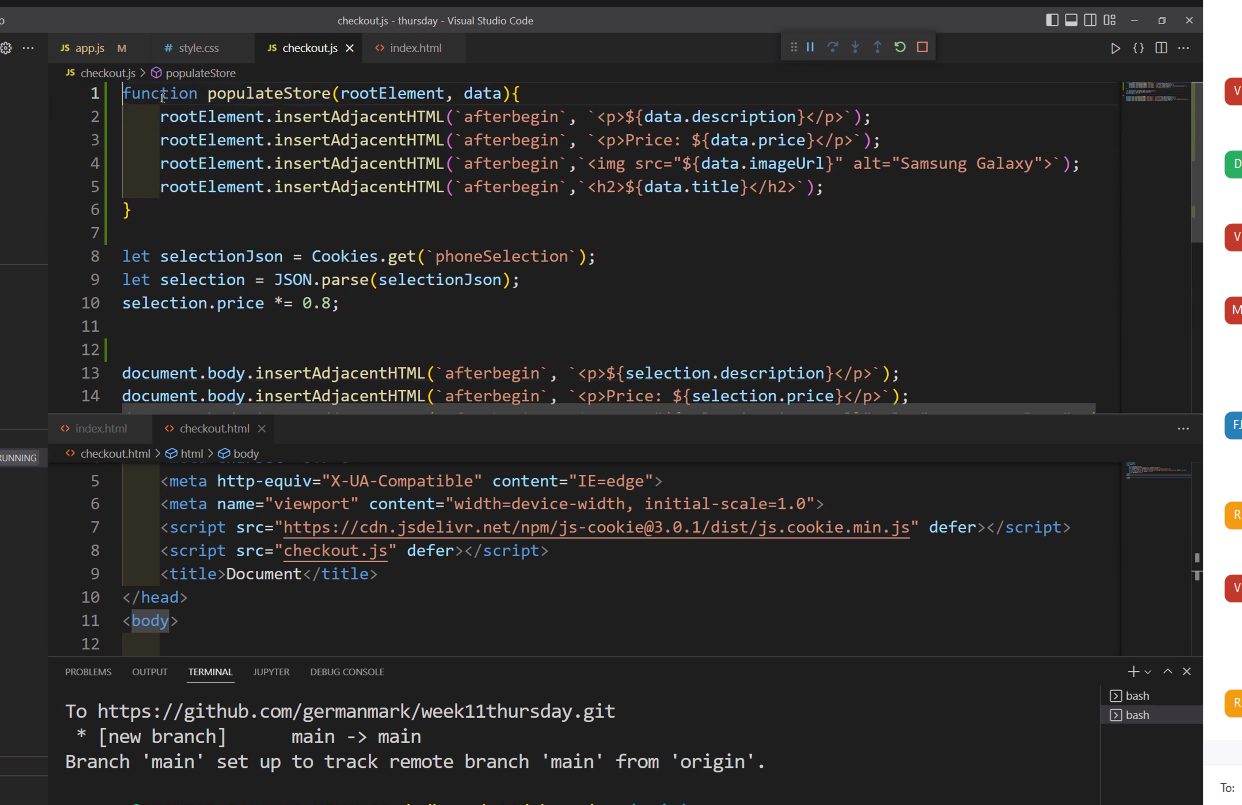 checkout.js - thursday - Visual Studio Code
JS app.js M # style.css JS checkout.js <> index.html
JS checkout.js > populateStore
1 function populateStore(rootElement, data){
2 rootElement.insertAdjacentHTML(`afterbegin`, `<p>${data.description}</p>`);
3 rootElement.insertAdjacentHTML(`afterbegin`, `<p>Price: ${data.price}</p>`);
4 rootElement.insertAdjacentHTML(`afterbegin`,`<img src="${data.imageUrl}" alt="Samsung Galaxy">`);
5 rootElement.insertAdjacentHTML(`afterbegin`,`<h2>${data.title}</h2>`);
6 }
7
8 let selectionJson = Cookies.get(`phoneSelection`);
9 let selection = JSON.parse(selectionJson);
10 selection.price *= 0.8;
11
12
13 document.body.insertAdjacentHTML(`afterbegin`, `<p>${selection.description}</p>`);
14 document.body.insertAdjacentHTML(`afterbegin`, `<p>Price: ${selection.price}</p>`);
<> index.html <> checkout.html
<> checkout.html > html > body
RUNNING
5 <meta http-equiv="X-UA-Compatible" content="IE=edge">
6 <meta name="viewport" content="width=device-width, initial-scale=1.0">
7 <script src="https://cdn.jsdelivr.net/npm/js-cookie@3.0.1/dist/js.cookie.min.js" defer></script>
8 <script src="checkout.js" defer></script>
9 <title>Document</title>
10 </head>
11 <body>
12
PROBLEMS OUTPUT TERMINAL JUPYTER DEBUG CONSOLE
To https://github.com/germanmark/week11thursday.git
* [new branch] main -> main
Branch 'main' set up to track remote branch 'main' from 'origin'.
bash
bash
V
D
V
M
FJ
R
V
R
To: